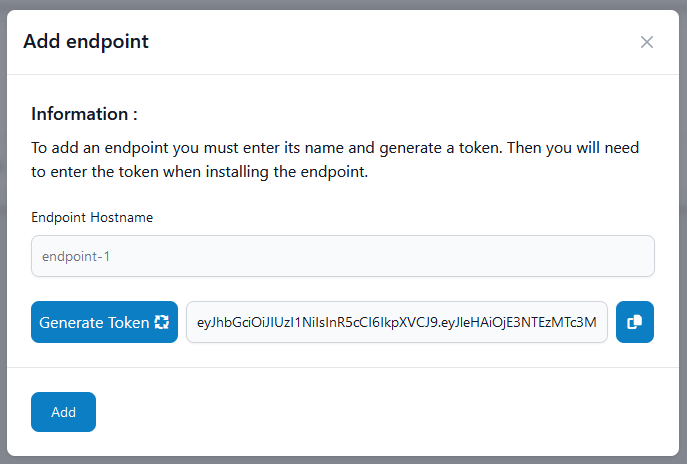 Add endpoint
Information :
To add an endpoint you must enter its name and generate a token. Then you will need
to enter the token when installing the endpoint.
Endpoint Hostname
endpoint-1
Generate Token
eyJhbGciOiJIUzI1NiIsInR5cCI6IkpXVCJ9.eyJleHAiOjE3NTEzMTc3M
Add